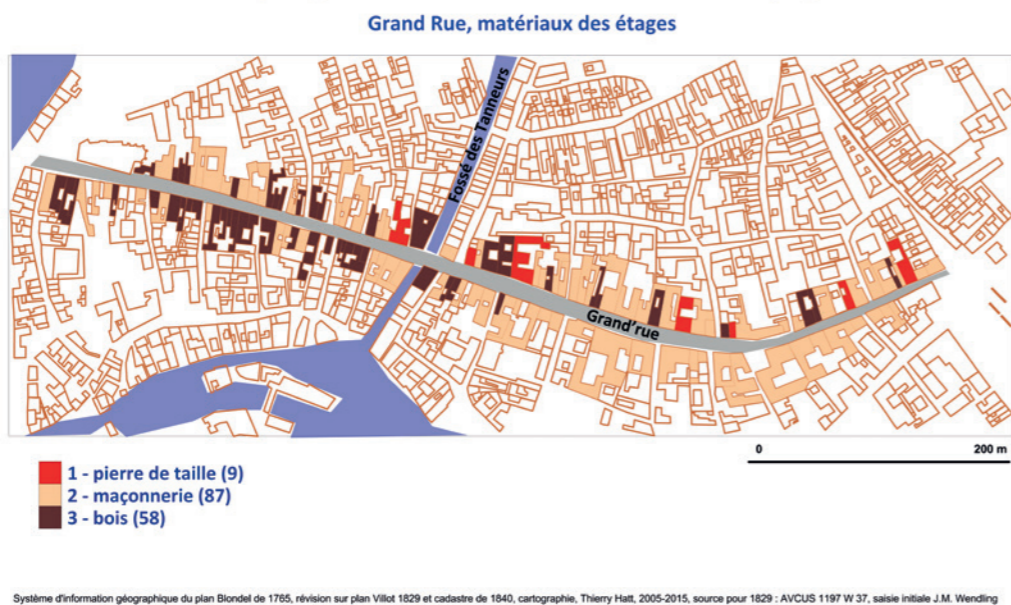 Grand Rue, matériaux des étages
Fossé des Tanneurs
Grand'rue
0 200 m
1 - pierre de taille (9)
2 - maçonnerie (87)
3 - bois (58)
Système d'information géographique du plan Blondel de 1765, révision sur plan Villot 1829 et cadastre de 1840, cartographie, Thierry Hatt, 2005-2015, source pour 1829 : AVCUS 1197 W 37, saisie initiale J.M. Wendling